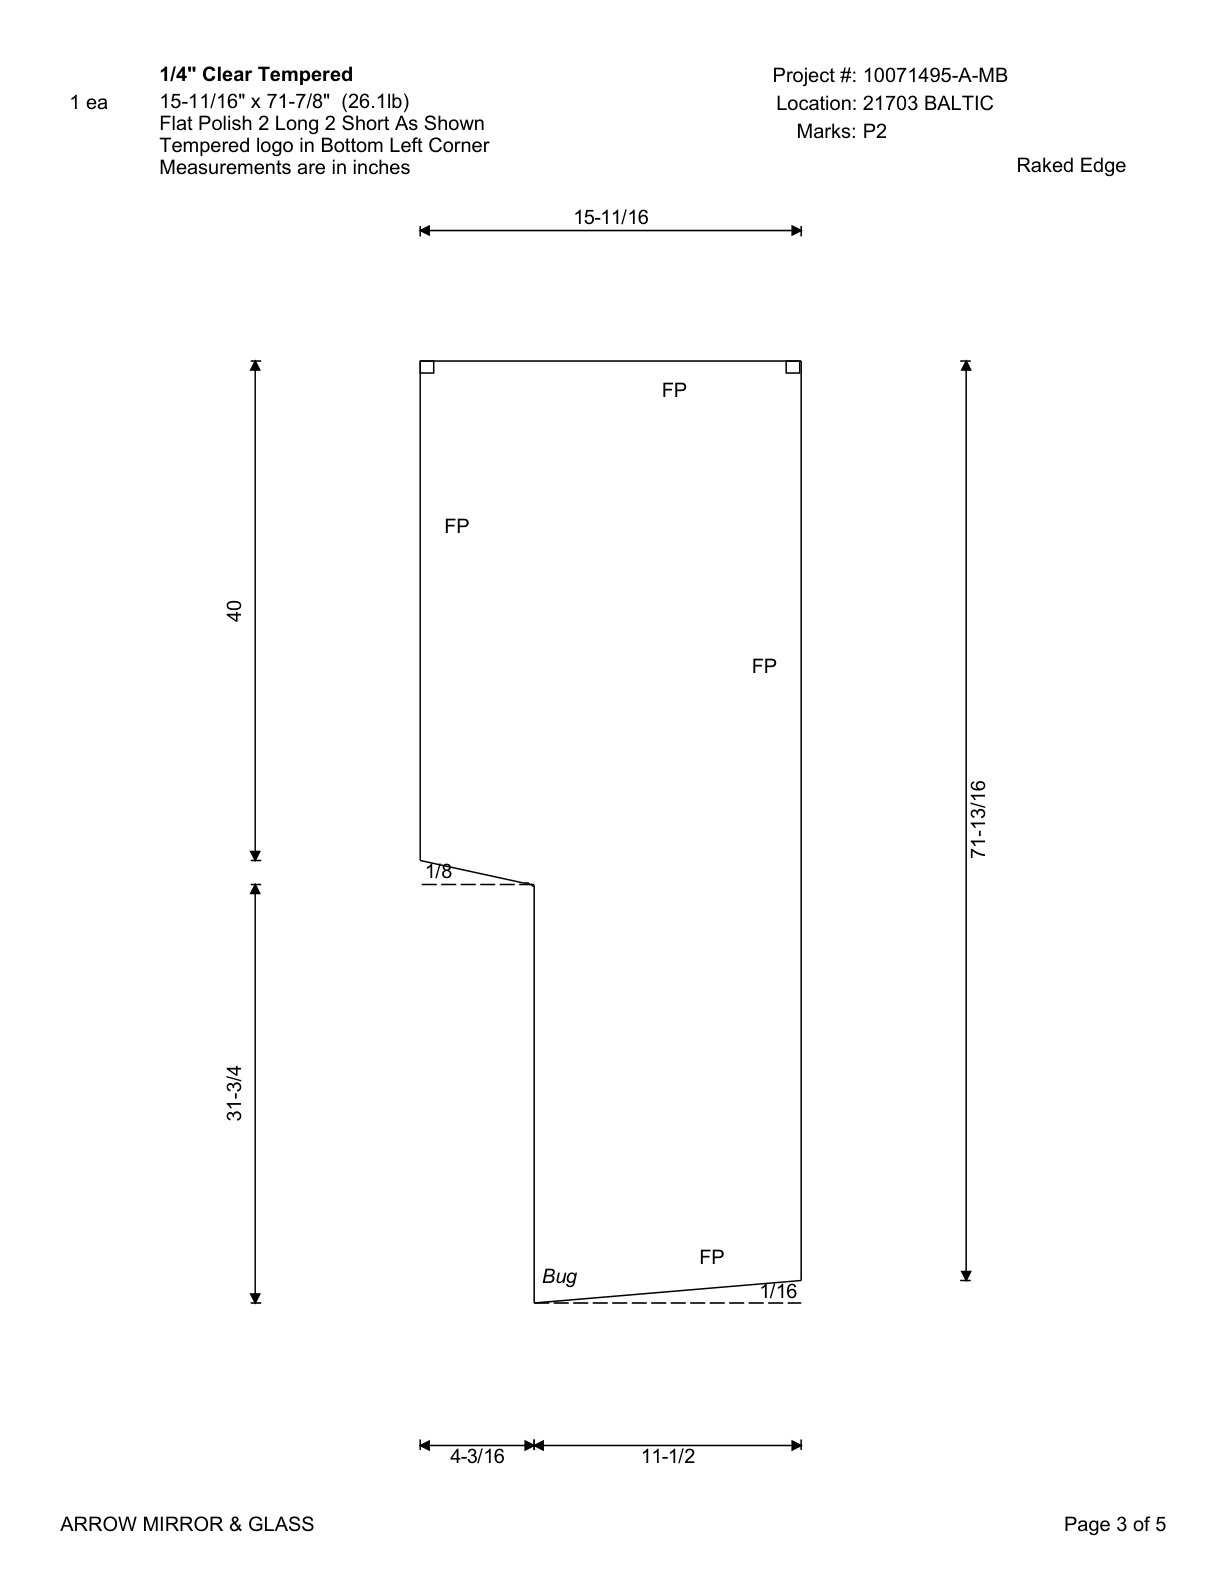 1/4" Clear Tempered
Project #: 10071495-A-MB
1 ea
15-11/16" x 71-7/8" (26.1lb)
Location: 21703 BALTIC
Flat Polish 2 Long 2 Short As Shown
Marks: P2
Tempered logo in Bottom Left Corner
Measurements are in inches
Raked Edge
15-11/16
FP
FP
40
FP
71-13/16
1/8
31-3/4
FP
Bug
1/16
4-3/16
11-1/2
ARROW MIRROR & GLASS
Page 3 of 5